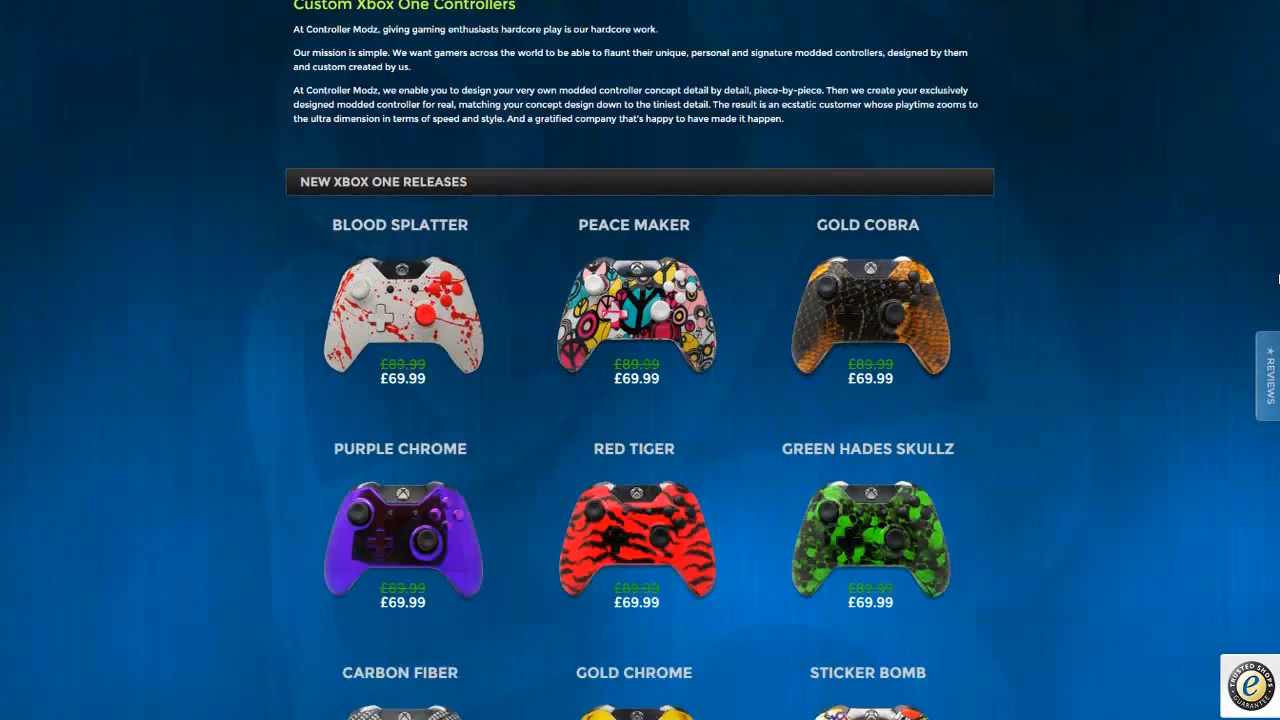 Custom Xbox One Controllers
At Controller Modz, giving gaming enthusiasts hardcore play is our hardcore work.
Our mission is simple. We want gamers across the world to be able to flaunt their unique, personal and signature modded controllers, designed by them
and custom created by us.
At Controller Modz, we enable you to design your very own modded controller concept detail by detail, piece-by-piece. Then we create your exclusively
designed modded controller for real, matching your concept design down to the tiniest detail. The result is an ecstatic customer whose playtime zooms to
the ultra dimension in terms of speed and style. And a gratified company that's happy to have made it happen.
NEW XBOX ONE RELEASES
BLOOD SPLATTER
PEACE MAKER
GOLD COBRA
£89.99
£89.99
£89.99
£69.99
£69.99
£69.99
★ REVIEWS
PURPLE CHROME
RED TIGER
GREEN HADES SKULLZ
£89.99
£89.99
£89.99
£69.99
£69.99
£69.99
CARBON FIBER
GOLD CHROME
STICKER BOMB
TRUSTED SHOPS
e
GUARANTEE